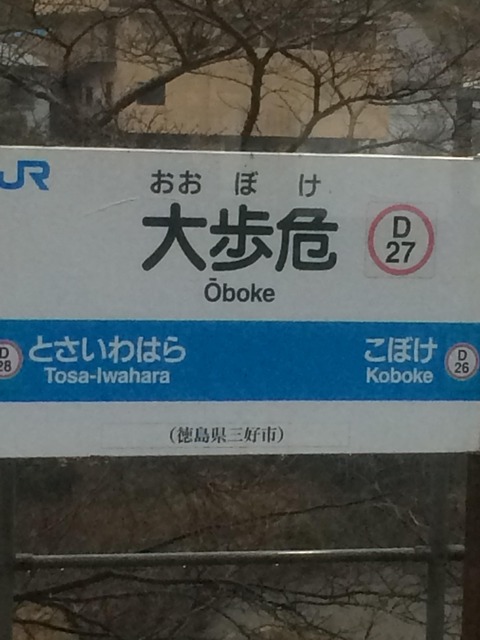 JR
おおぼけ
大歩危
D
27
Ōboke
D
28
とさいわはら
Tosa-Iwahara
こぼけ
Koboke
D
26
(徳島県三好市)